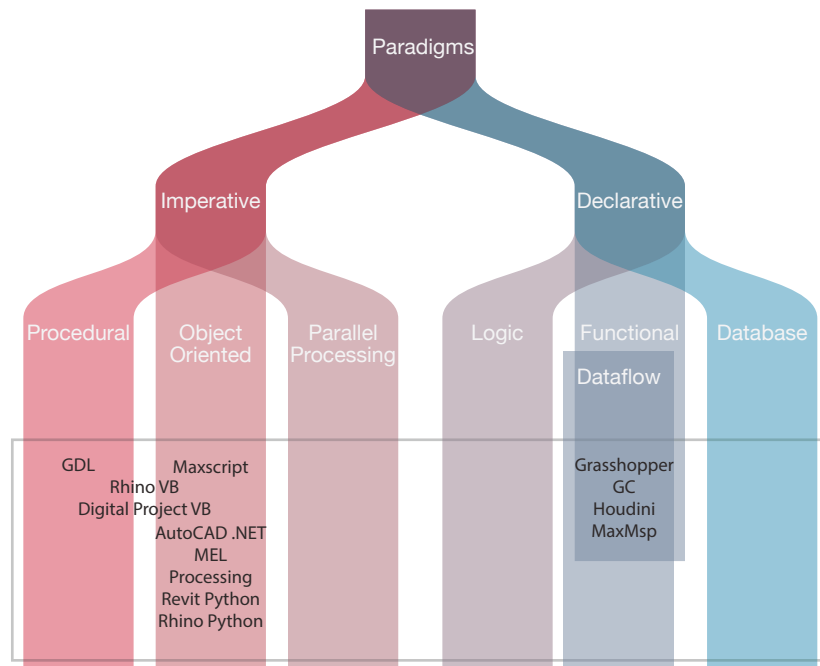 Paradigms
Imperative
Declarative
Procedural
Object
Oriented
Parallel
Processing
Logic
Functional
Database
Dataflow
GDL
Maxscript
Rhino VB
Digital Project VB
AutoCAD .NET
MEL
Processing
Revit Python
Rhino Python
Grasshopper
GC
Houdini
MaxMsp